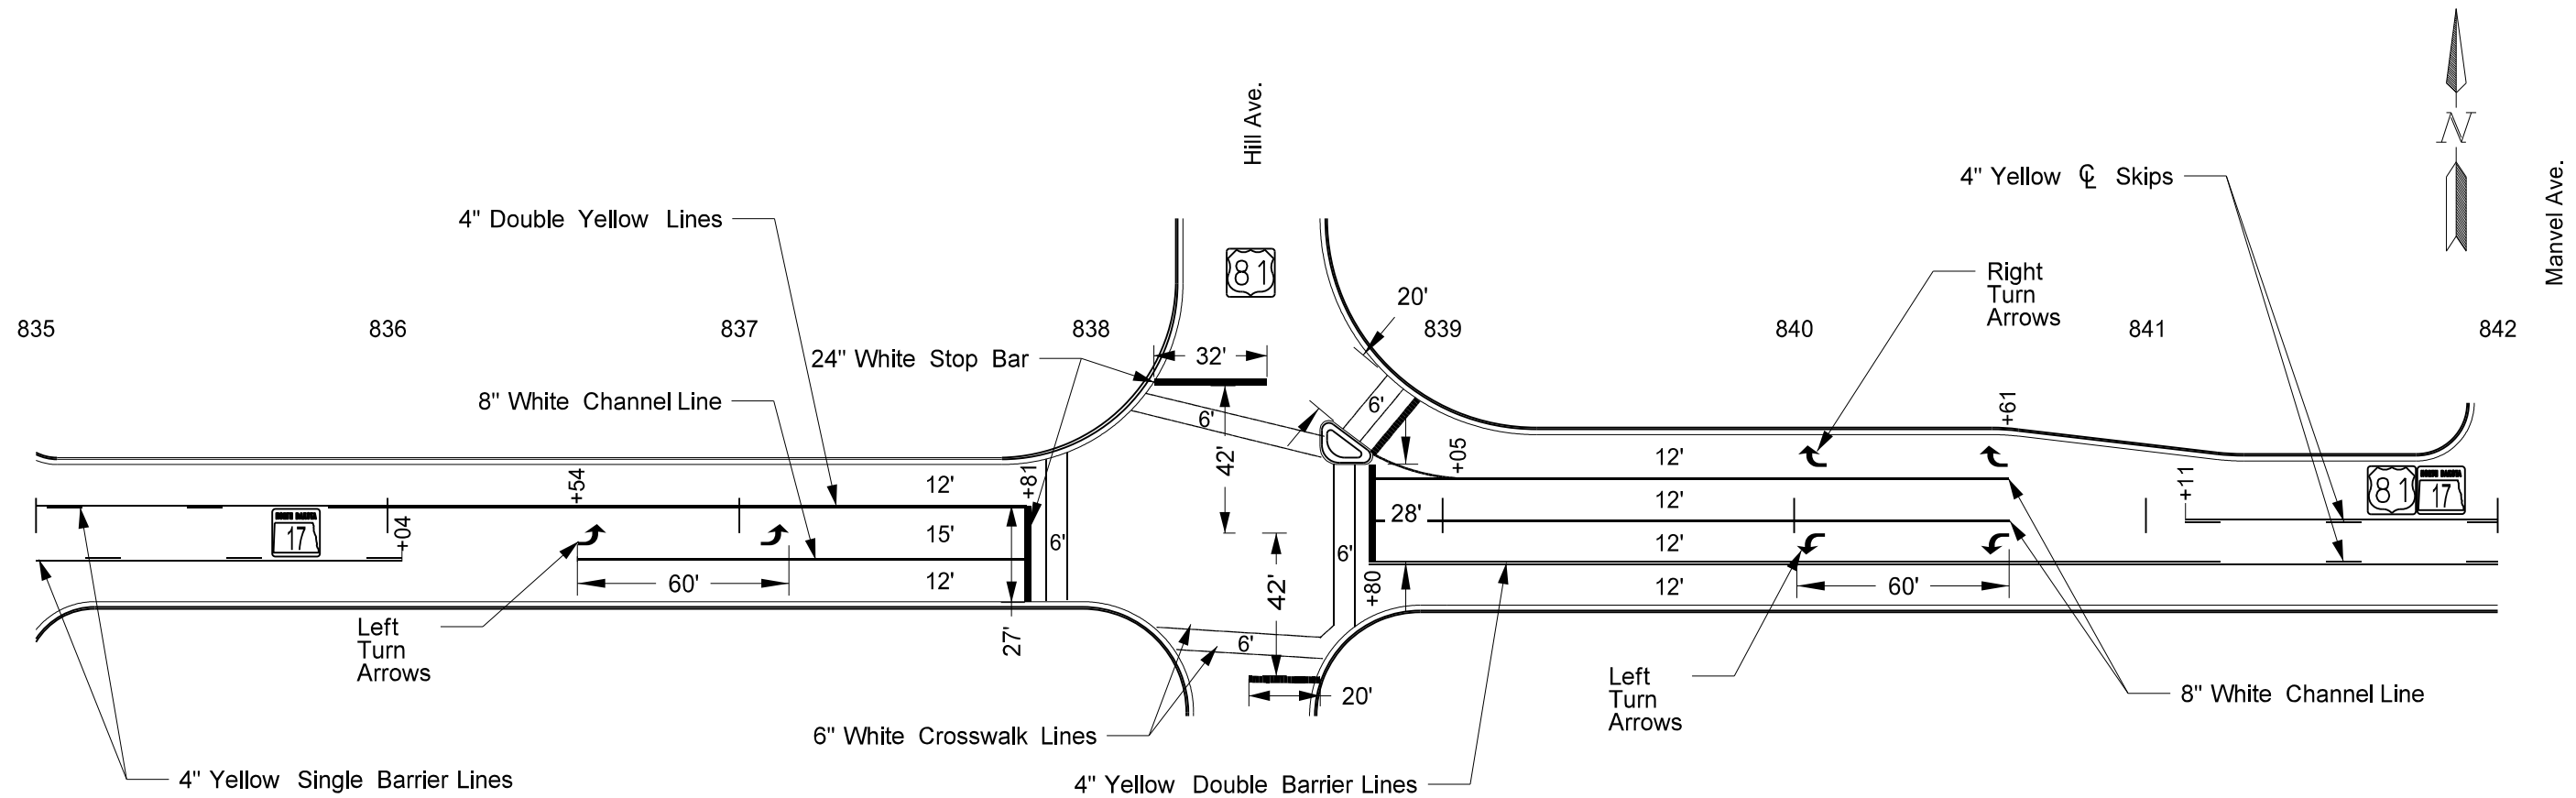 Hill Ave.
N
Manvel Ave.
4" Yellow ℄ Skips
4" Double Yellow Lines
81
Right
Turn
Arrows
20'
835
836
837
838
839
840
841
842
24" White Stop Bar
32'
8" White Channel Line
6'
6'
42'
+61
+54
+81
+05
+11
12'
12'
12'
81
NORTH DAKOTA
17
NORTH DAKOTA
17
+04
15'
6'
6'
28'
12'
12'
12'
60'
42'
+80
60'
27'
Left
Turn
Arrows
6'
20'
Left
Turn
Arrows
8" White Channel Line
6" White Crosswalk Lines
4" Yellow Single Barrier Lines
4" Yellow Double Barrier Lines